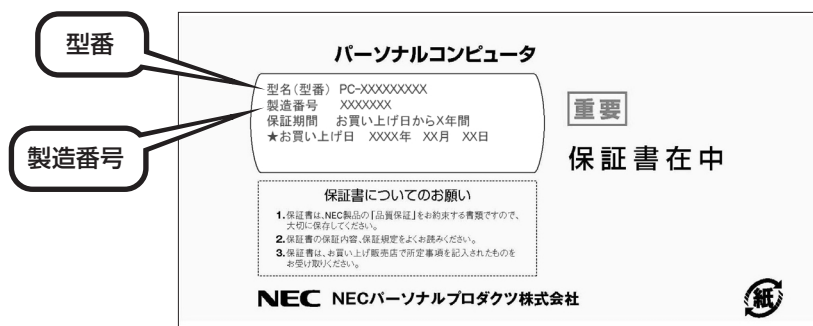 型番
製造番号
パーソナルコンピュータ
型名(型番) PC-XXXXXXXXX
製造番号 XXXXXXX
保証期間 お買い上げ日からX年間
★お買い上げ日 XXXX年 XX月 XX日
重要
保証書在中
保証書についてのお願い
1.保証書は、NEC製品の「品質保証」をお約束する書類ですので、
大切に保存してください。
2.保証書の保証内容、保証規定をよくお読みください。
3.保証書は、お買い上げ販売店で所定事項を記入されたものを
お受け取りください。
NEC NECパーソナルプロダクツ株式会社
紙